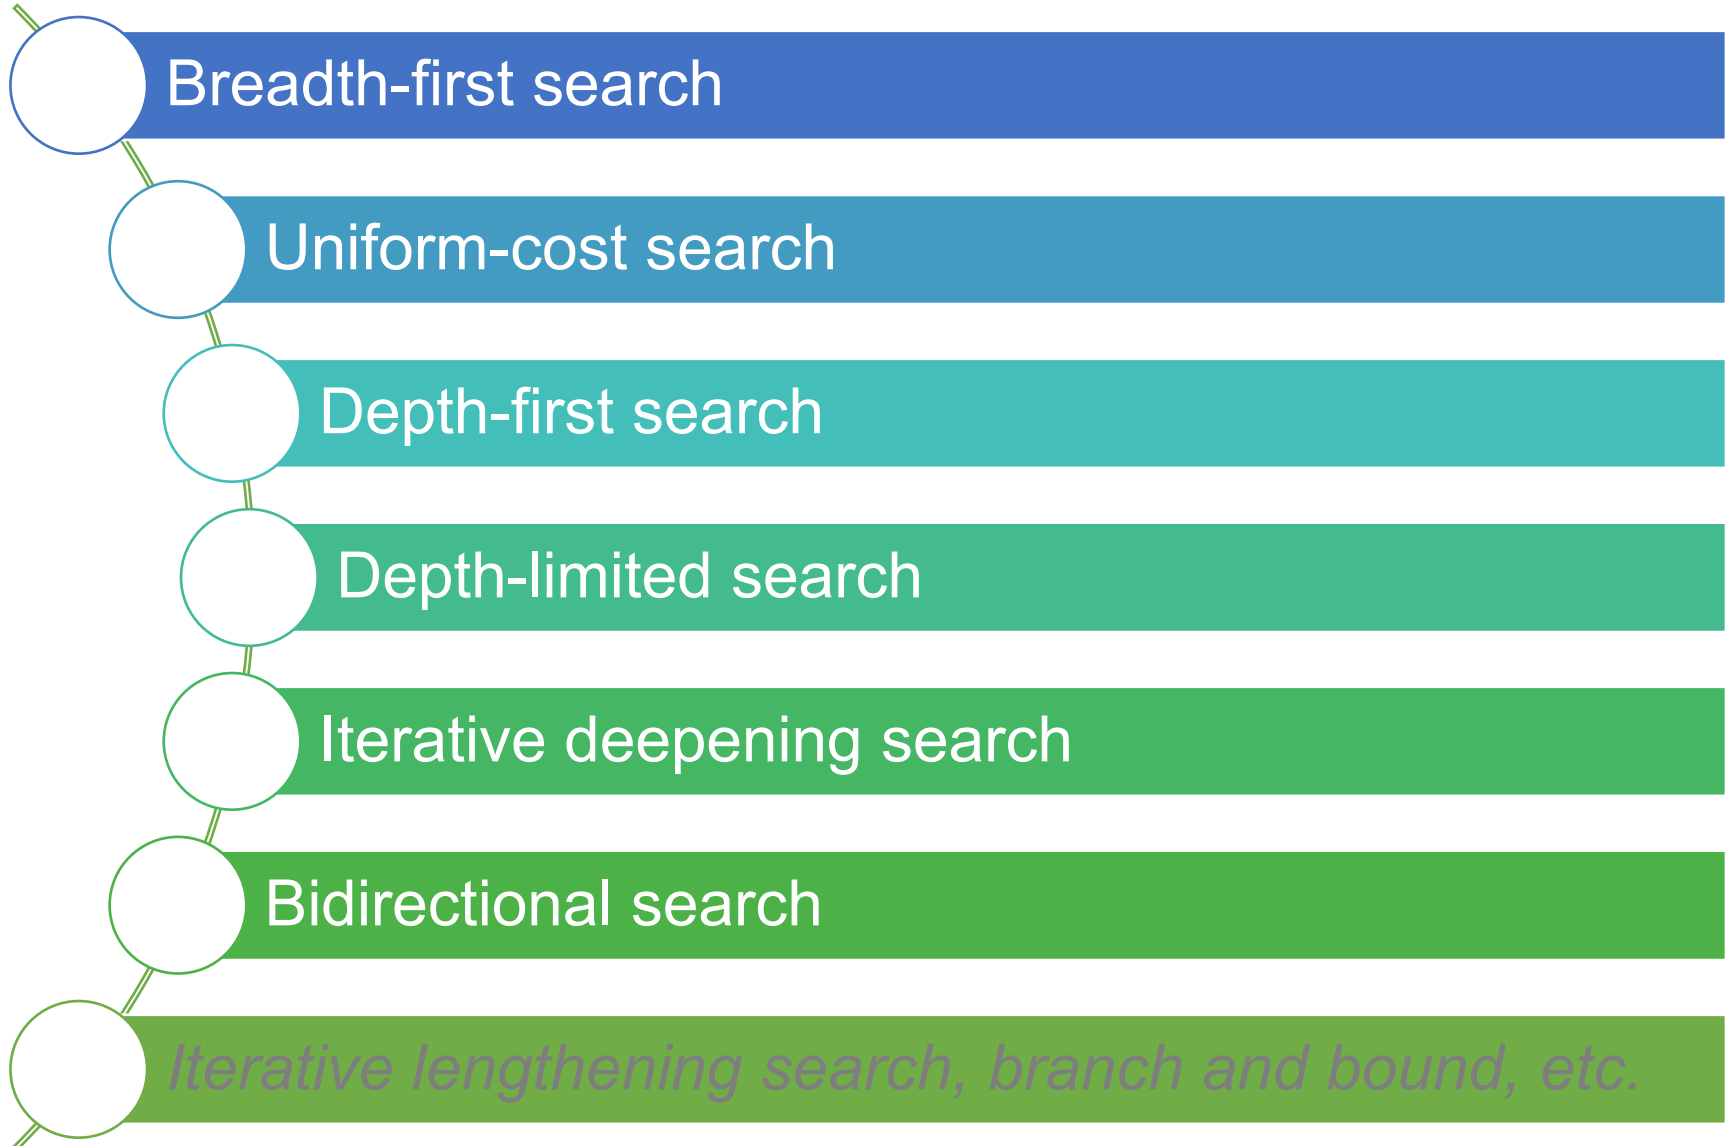 Breadth-first search
Uniform-cost search
Depth-first search
Depth-limited search
Iterative deepening search
Bidirectional search
Iterative lengthening search, branch and bound, etc.